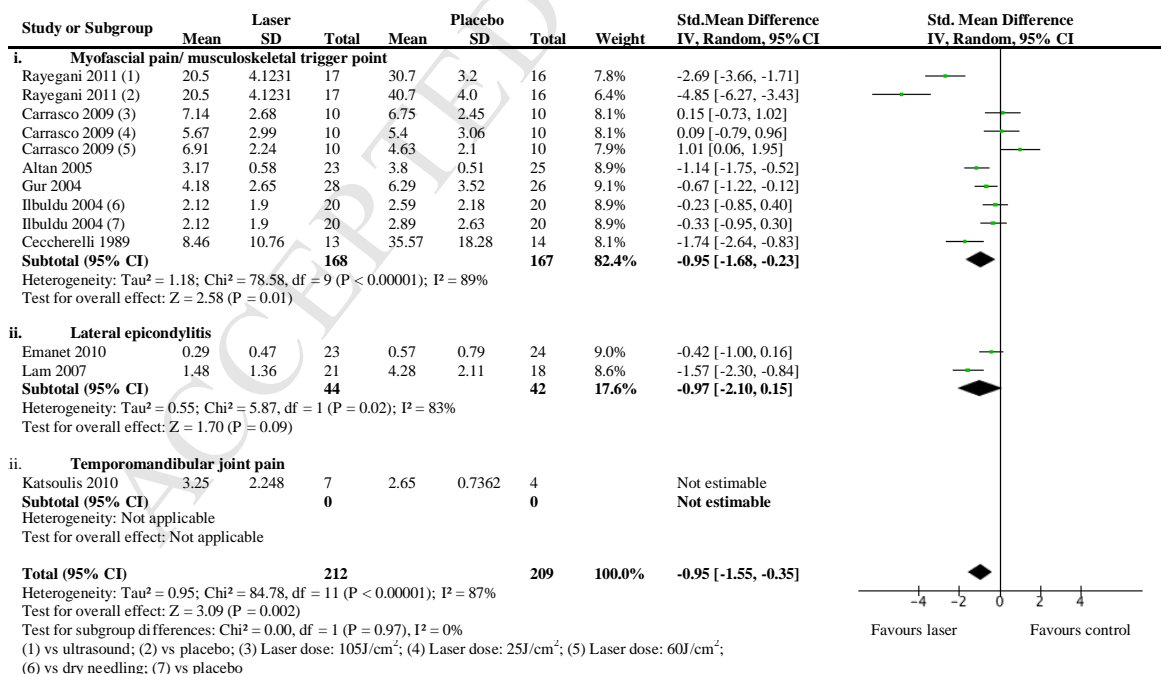 Study or Subgroup Laser Placebo Std.Mean Difference Std. Mean Difference
Mean SD Total Mean SD Total Weight IV, Random, 95%CI IV, Random, 95% CI
i. Myofascial pain/ musculoskeletal trigger point
Rayegani 2011 (1) 20.5 4.1231 17 30.7 3.2 16 7.8% -2.69 [-3.66, -1.71]
Rayegani 2011 (2) 20.5 4.1231 17 40.7 4.0 16 6.4% -4.85 [-6.27, -3.43]
Carrasco 2009 (3) 7.14 2.68 10 6.75 2.45 10 8.1% 0.15 [-0.73, 1.02]
Carrasco 2009 (4) 5.67 2.99 10 5.4 3.06 10 8.1% 0.09 [-0.79, 0.96]
Carrasco 2009 (5) 6.91 2.24 10 4.63 2.1 10 7.9% 1.01 [0.06, 1.95]
Altan 2005 3.17 0.58 23 3.8 0.51 25 8.9% -1.14 [-1.75, -0.52]
Gur 2004 4.18 2.65 28 6.29 3.52 26 9.1% -0.67 [-1.22, -0.12]
Ilbuldu 2004 (6) 2.12 1.9 20 2.59 2.18 20 8.9% -0.23 [-0.85, 0.40]
Ilbuldu 2004 (7) 2.12 1.9 20 2.89 2.63 20 8.9% -0.33 [-0.95, 0.30]
Ceccherelli 1989 8.46 10.76 13 35.57 18.28 14 8.1% -1.74 [-2.64, -0.83]
Subtotal (95% CI) 168 167 82.4% -0.95 [-1.68, -0.23]
Heterogeneity: Tau² = 1.18; Chi² = 78.58, df = 9 (P < 0.00001); I² = 89%
Test for overall effect: Z = 2.58 (P = 0.01)
ii. Lateral epicondylitis
Emanet 2010 0.29 0.47 23 0.57 0.79 24 9.0% -0.42 [-1.00, 0.16]
Lam 2007 1.48 1.36 21 4.28 2.11 18 8.6% -1.57 [-2.30, -0.84]
Subtotal (95% CI) 44 42 17.6% -0.97 [-2.10, 0.15]
Heterogeneity: Tau² = 0.55; Chi² = 5.87, df = 1 (P = 0.02); I² = 83%
Test for overall effect: Z = 1.70 (P = 0.09)
ii. Temporomandibular joint pain
Katsoulis 2010 3.25 2.248 7 2.65 0.7362 4 Not estimable
Subtotal (95% CI) 0 0 Not estimable
Heterogeneity: Not applicable
Test for overall effect: Not applicable
Total (95% CI) 212 209 100.0% -0.95 [-1.55, -0.35]
Heterogeneity: Tau² = 0.95; Chi² = 84.78, df = 11 (P < 0.00001); I² = 87%
Test for overall effect: Z = 3.09 (P = 0.002)
Test for subgroup differences: Chi² = 0.00, df = 1 (P = 0.97), I² = 0%
-4 -2 0 2 4
Favours laser Favours control
(1) vs ultrasound; (2) vs placebo; (3) Laser dose: 105J/cm²; (4) Laser dose: 25J/cm²; (5) Laser dose: 60J/cm²;
(6) vs dry needling; (7) vs placebo
ACCEPTED